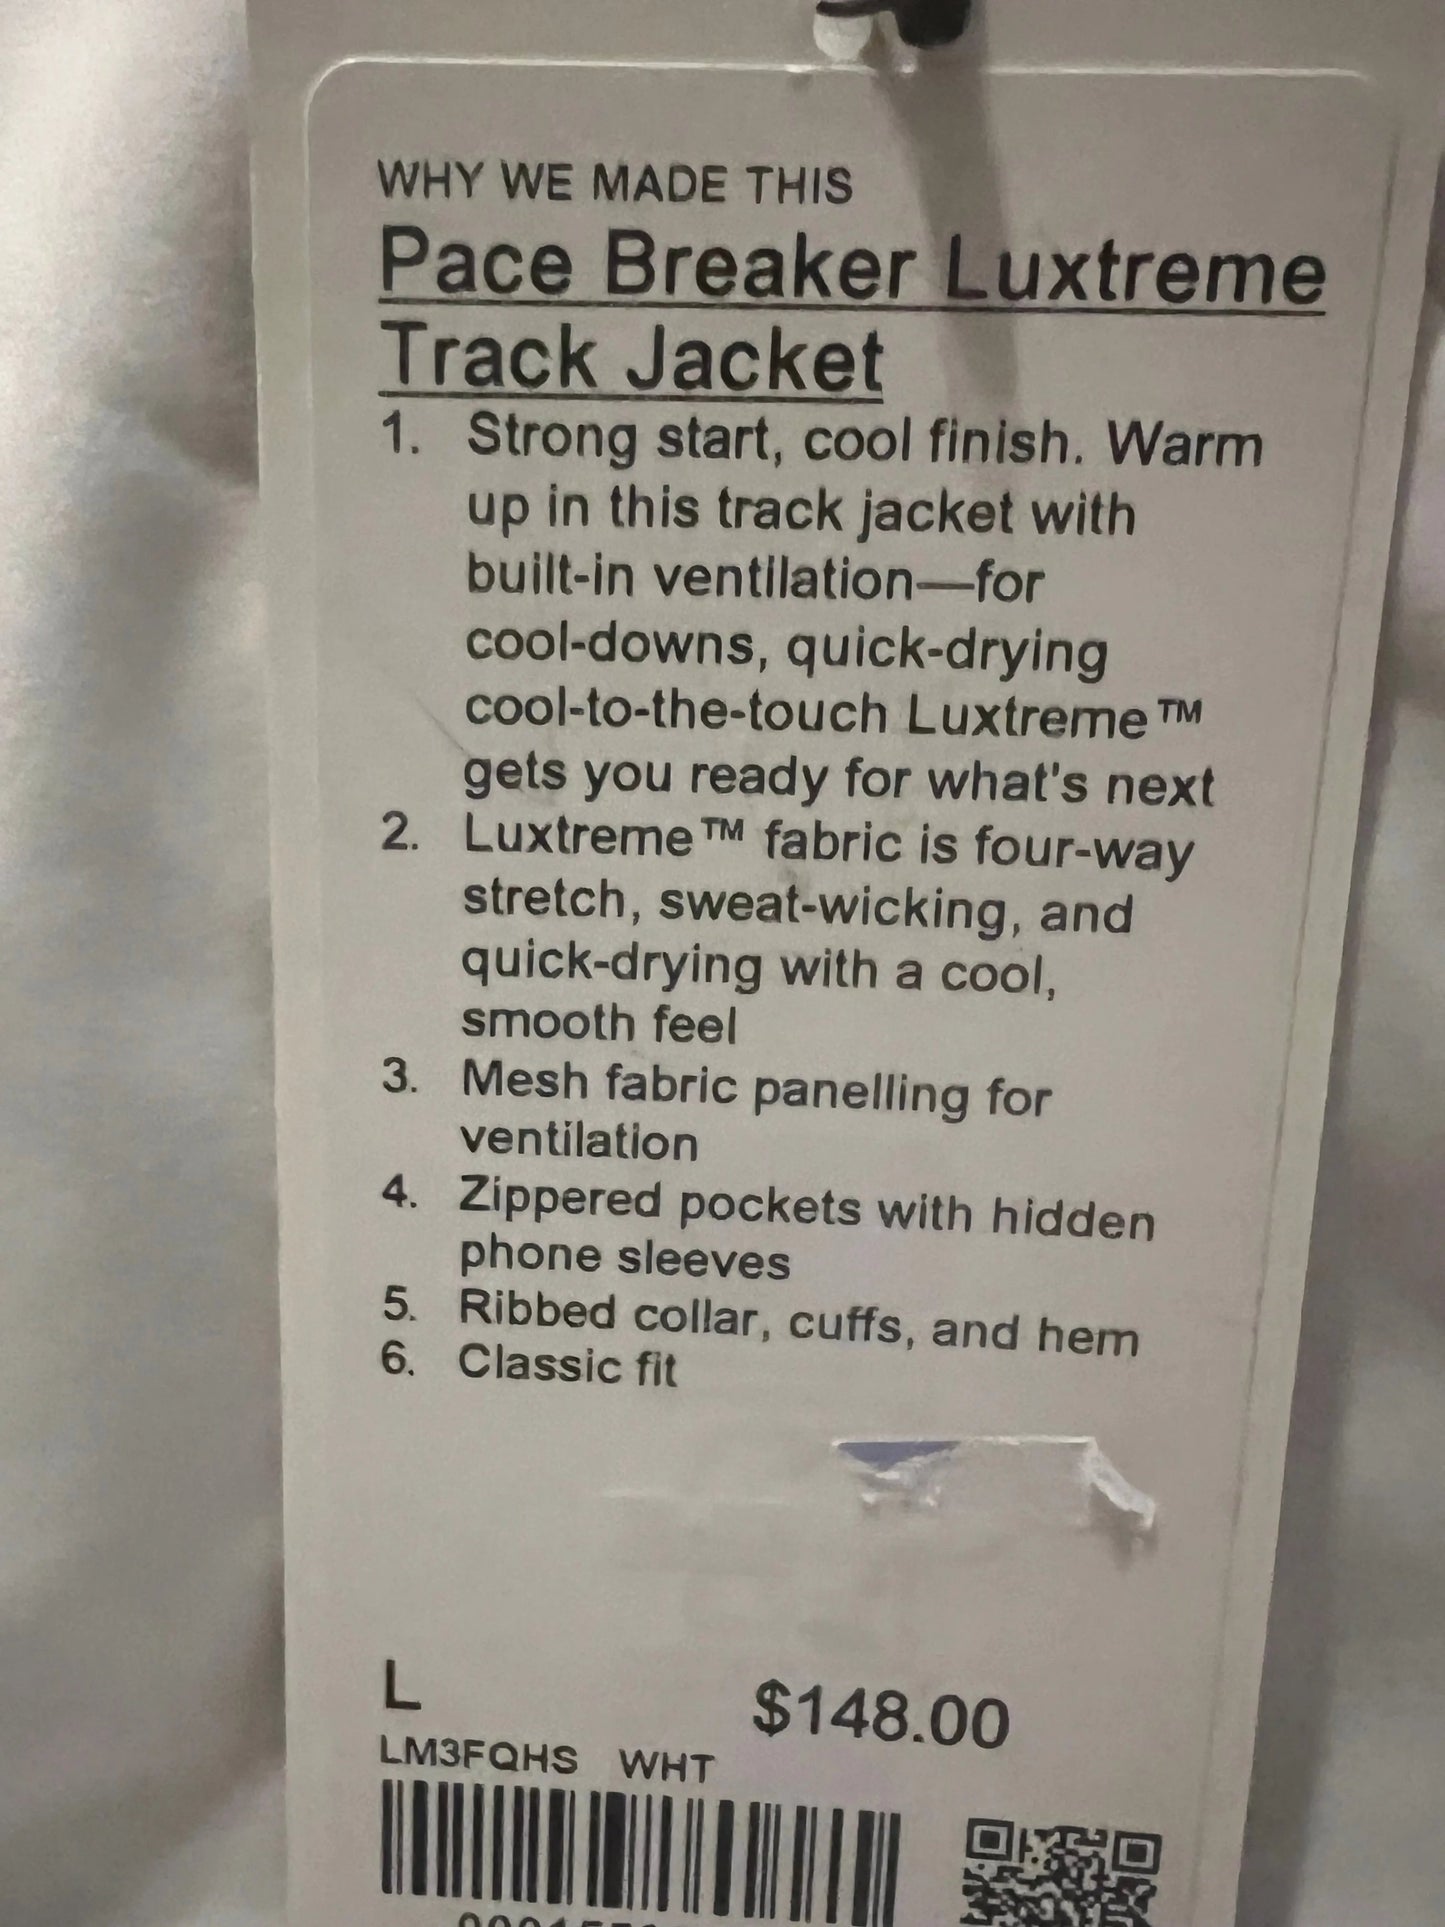 WHY WE MADE THIS
Pace Breaker Luxtreme
Track Jacket
1. Strong start, cool finish. Warm
up in this track jacket with
built-in ventilation—for
cool-downs, quick-drying
cool-to-the-touch Luxtreme™
gets you ready for what's next
2. Luxtreme™ fabric is four-way
stretch, sweat-wicking, and
quick-drying with a cool,
smooth feel
3. Mesh fabric panelling for
ventilation
4. Zippered pockets with hidden
phone sleeves
5. Ribbed collar, cuffs, and hem
6. Classic fit
L $148.00
LM3FQHS WHT